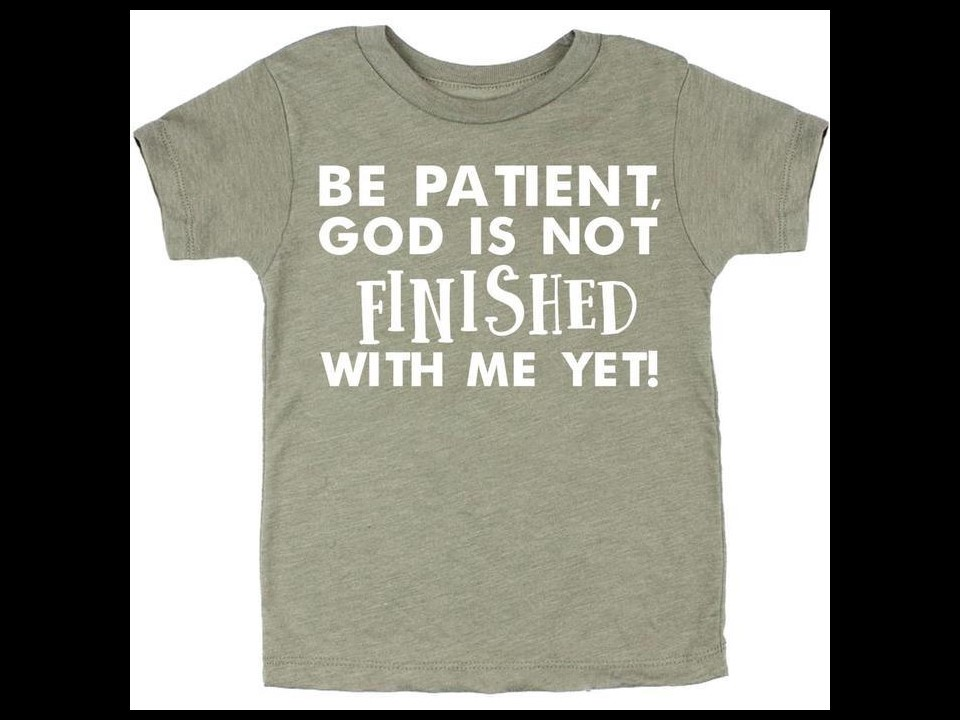 BE PATIENT,
GOD IS NOT
FINISHED
WITH ME YET!